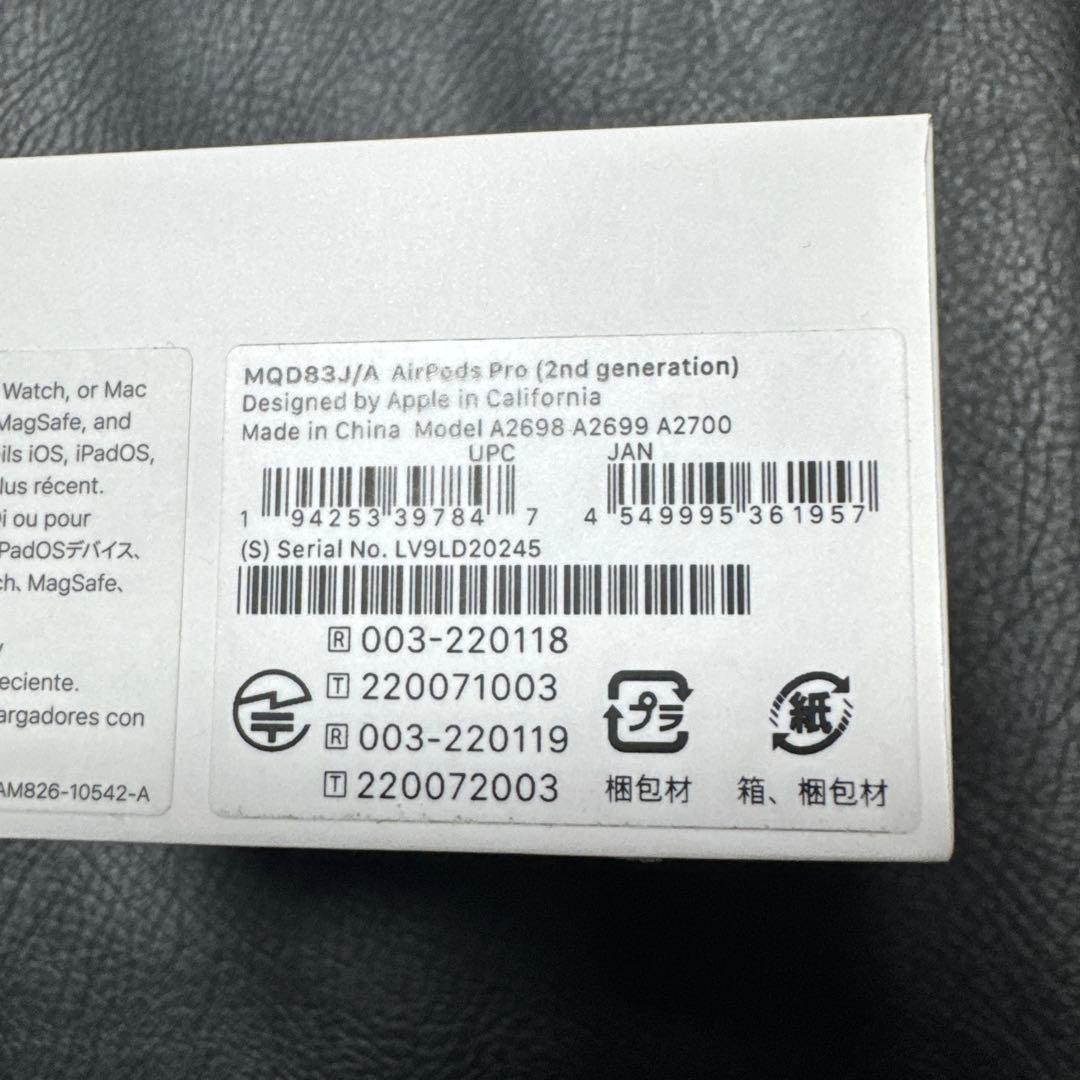 Watch, or Mac
MagSafe, and
ils iOS, iPadOS,
lus récent.
i ou pour
PadOSデバイス、
ch、MagSafe、
y
eciente.
argadores con
AM826-10542-A
MQD83J/A AirPods Pro (2nd generation)
Designed by Apple in California
Made in China Model A2698 A2699 A2700
UPC JAN
1 94253 39784 7 4 549995 361957
(S) Serial No. LV9LD20245
R 003-220118
T 220071003
R 003-220119
T 220072003
プラ
梱包材
紙
箱、梱包材